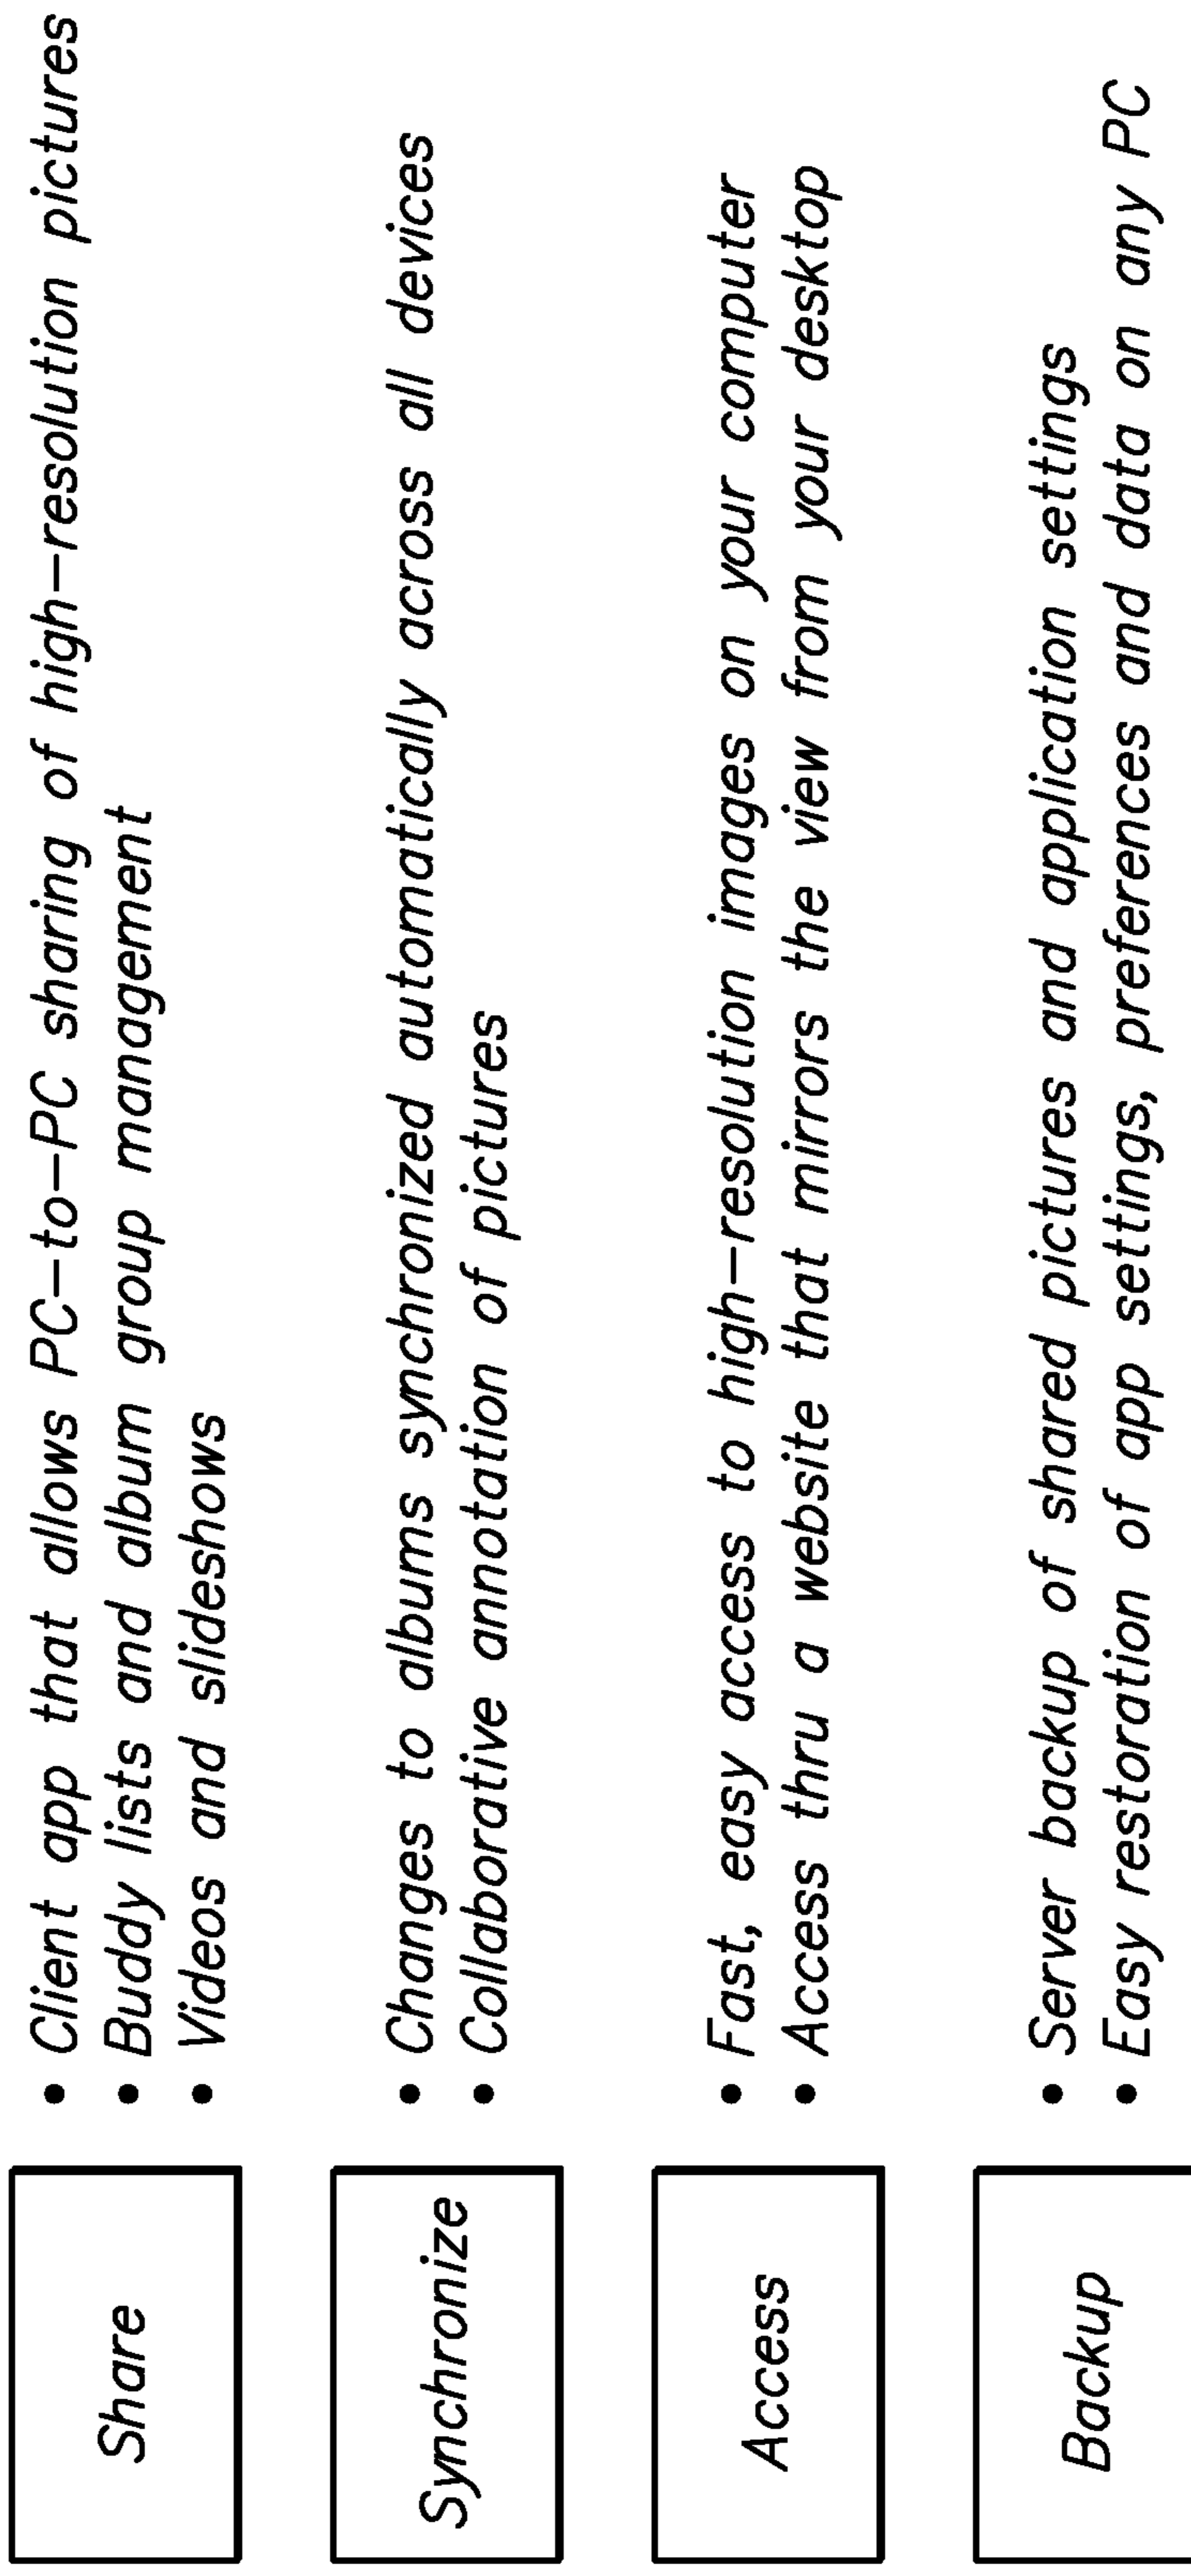 Share
• Client app that allows PC-to-PC sharing of high-resolution pictures
• Buddy lists and album group management
• Videos and slideshows
Synchronize
• Changes to albums synchronized automatically across all devices
• Collaborative annotation of pictures
Access
• Fast, easy access to high-resolution images on your computer
• Access thru a website that mirrors the view from your desktop
Backup
• Server backup of shared pictures and application settings
• Easy restoration of app settings, preferences and data on any PC